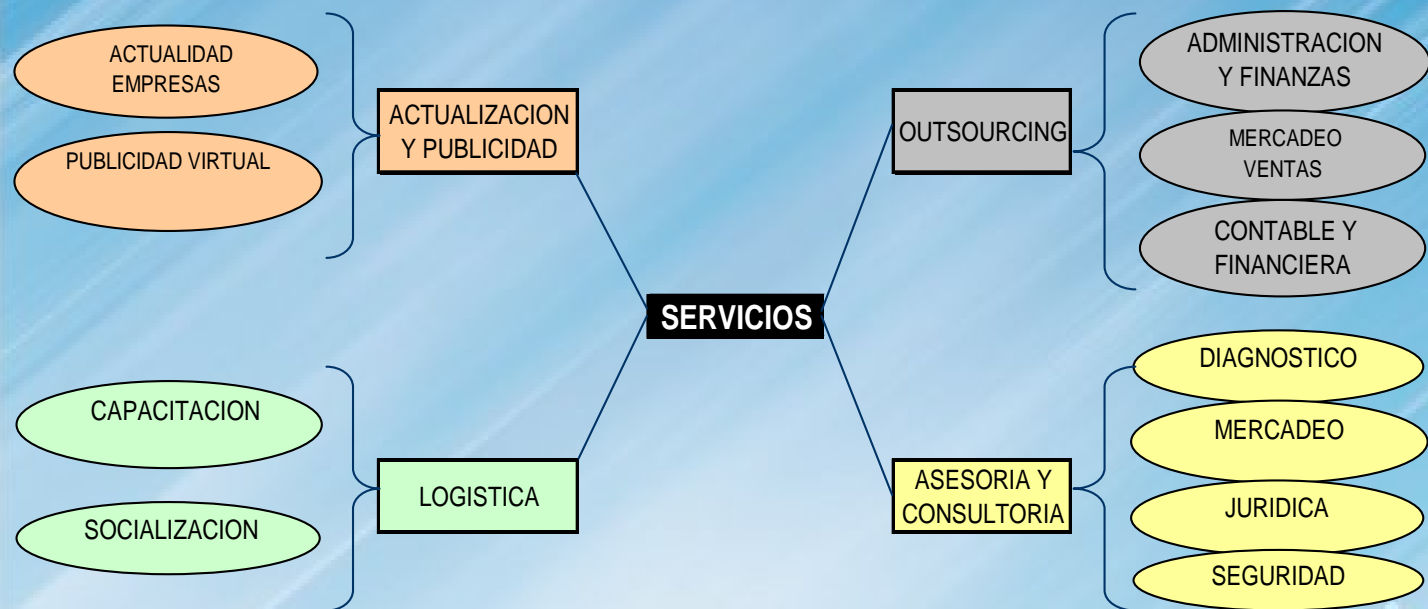 ACTUALIDAD
EMPRESAS
PUBLICIDAD VIRTUAL
ACTUALIZACION
Y PUBLICIDAD
OUTSOURCING
ADMINISTRACION
Y FINANZAS
MERCADEO
VENTAS
CONTABLE Y
FINANCIERA
SERVICIOS
CAPACITACION
SOCIALIZACION
LOGISTICA
ASESORIA Y
CONSULTORIA
DIAGNOSTICO
MERCADEO
JURIDICA
SEGURIDAD